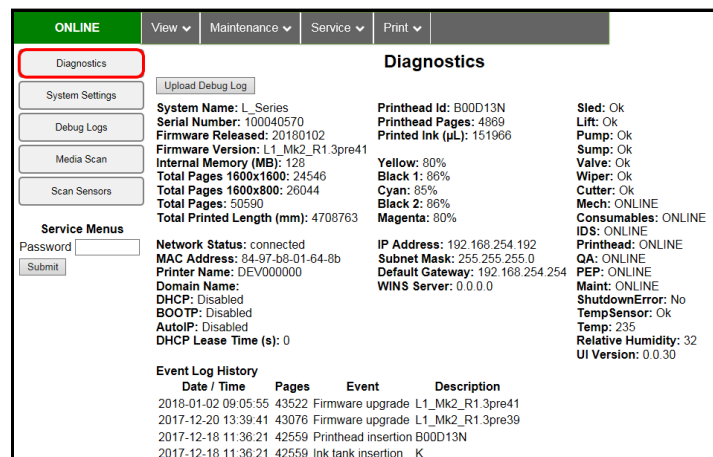 ONLINE View Maintenance Service Print
Diagnostics
System Settings
Debug Logs
Media Scan
Scan Sensors
Service Menus
Password
Submit
Diagnostics
Upload Debug Log
System Name: L_Series
Serial Number: 100040570
Firmware Released: 20180102
Firmware Version: L1_Mk2_R1.3pre41
Internal Memory (MB): 128
Total Pages 1600x1600: 24546
Total Pages 1600x800: 26044
Total Pages: 50590
Total Printed Length (mm): 4708763
Network Status: connected
MAC Address: 84-97-b8-01-64-8b
Printer Name: DEV000000
Domain Name:
DHCP: Disabled
BOOTP: Disabled
AutoIP: Disabled
DHCP Lease Time (s): 0
Printhead Id: B00D13N
Printhead Pages: 4869
Printed Ink (µL): 151966
Yellow: 80%
Black 1: 86%
Cyan: 85%
Black 2: 86%
Magenta: 80%
IP Address: 192.168.254.192
Subnet Mask: 255.255.255.0
Default Gateway: 192.168.254.254
WINS Server: 0.0.0.0
Sled: Ok
Lift: Ok
Pump: Ok
Sump: Ok
Valve: Ok
Wiper: Ok
Cutter: Ok
Mech: ONLINE
Consumables: ONLINE
IDS: ONLINE
Printhead: ONLINE
QA: ONLINE
PEP: ONLINE
Maint: ONLINE
ShutdownError: No
TempSensor: Ok
Temp: 235
Relative Humidity: 32
UI Version: 0.0.30
Event Log History
Date / Time Pages Event Description
2018-01-02 09:05:55 43522 Firmware upgrade L1_Mk2_R1.3pre41
2017-12-20 13:39:41 43076 Firmware upgrade L1_Mk2_R1.3pre39
2017-12-18 11:36:21 42559 Printhead insertion B00D13N
2017-12-18 11:36:21 42559 Ink tank insertion K